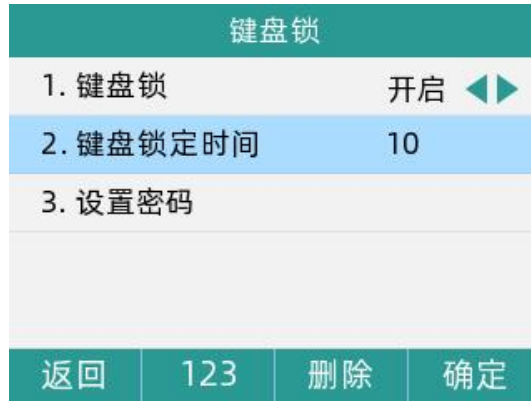 键盘锁
1. 键盘锁 开启
2. 键盘锁定时间 10
3. 设置密码
返回 123 删除 确定